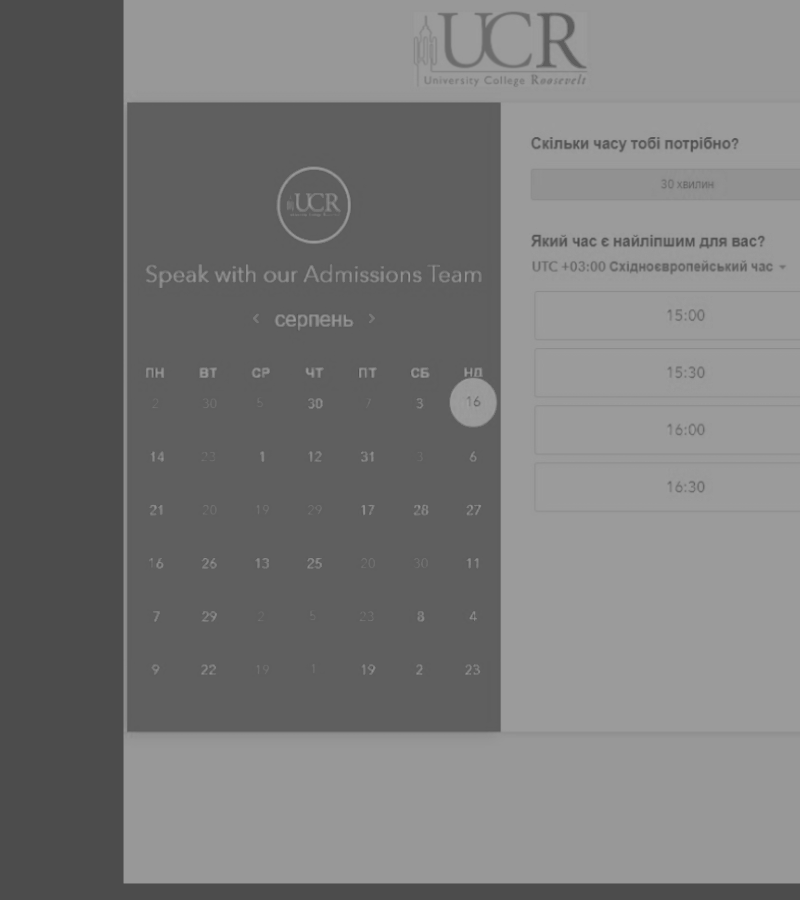 UCR
University College Roosevelt
UCR
Speak with our Admissions Team
‹ серпень ›
ПН ВТ СР ЧТ ПТ СБ НД
2 30 5 30 7 3 16
14 23 1 12 31 3 6
21 20 19 29 17 28 27
16 26 13 25 20 30 11
7 29 2 5 23 8 4
9 22 19 1 19 2 23
Скільки часу тобі потрібно?
30 хвилин
Який час є найліпшим для вас?
UTC +03:00 Східноєвропейський час
15:00
15:30
16:00
16:30